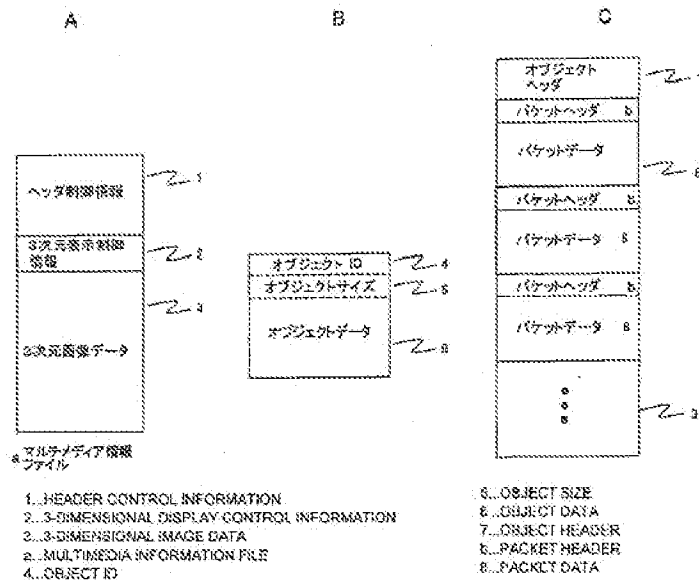 A
B
C
ヘッダ制御情報
1
3次元表示制御
情報
2
3次元画像データ
3
a マルチメディア情報
ファイル
オブジェクト ID
4
オブジェクトサイズ
5
オブジェクトデータ
6
オブジェクト
ヘッダ
パケットヘッダ b
パケットデータ
8
パケットヘッダ b
パケットデータ 8
パケットヘッダ b
パケットデータ 8
3
1...HEADER CONTROL INFORMATION
2...3-DIMENSIONAL DISPLAY CONTROL INFORMATION
3...3-DIMENSIONAL IMAGE DATA
a...MULTIMEDIA INFORMATION FILE
4...OBJECT ID
5...OBJECT SIZE
6...OBJECT DATA
7...OBJECT HEADER
b...PACKET HEADER
8...PACKET DATA